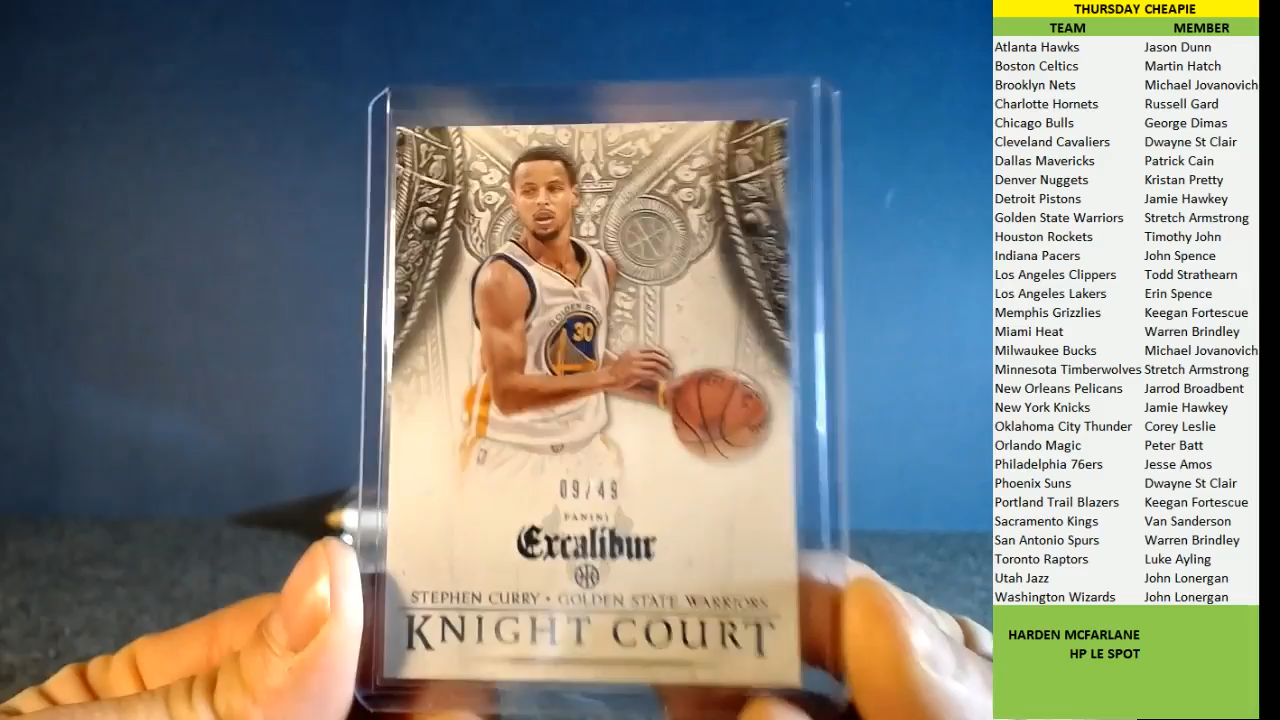 GOLDEN STATE
30
09/49
PANINI
Excalibur
STEPHEN CURRY • GOLDEN STATE WARRIORS
KNIGHT COURT
THURSDAY CHEAPIE
TEAM MEMBER
Atlanta Hawks Jason Dunn
Boston Celtics Martin Hatch
Brooklyn Nets Michael Jovanovich
Charlotte Hornets Russell Gard
Chicago Bulls George Dimas
Cleveland Cavaliers Dwayne St Clair
Dallas Mavericks Patrick Cain
Denver Nuggets Kristan Pretty
Detroit Pistons Jamie Hawkey
Golden State Warriors Stretch Armstrong
Houston Rockets Timothy John
Indiana Pacers John Spence
Los Angeles Clippers Todd Strathearn
Los Angeles Lakers Erin Spence
Memphis Grizzlies Keegan Fortescue
Miami Heat Warren Brindley
Milwaukee Bucks Michael Jovanovich
Minnesota Timberwolves Stretch Armstrong
New Orleans Pelicans Jarrod Broadbent
New York Knicks Jamie Hawkey
Oklahoma City Thunder Corey Leslie
Orlando Magic Peter Batt
Philadelphia 76ers Jesse Amos
Phoenix Suns Dwayne St Clair
Portland Trail Blazers Keegan Fortescue
Sacramento Kings Van Sanderson
San Antonio Spurs Warren Brindley
Toronto Raptors Luke Ayling
Utah Jazz John Lonergan
Washington Wizards John Lonergan
HARDEN MCFARLANE
HP LE SPOT